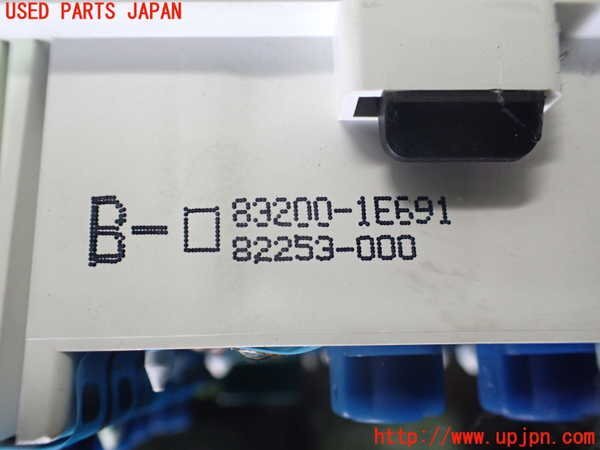 USED PARTS JAPAN
B-□ 83200-1E691
82253-000
http://www.upjpn.com